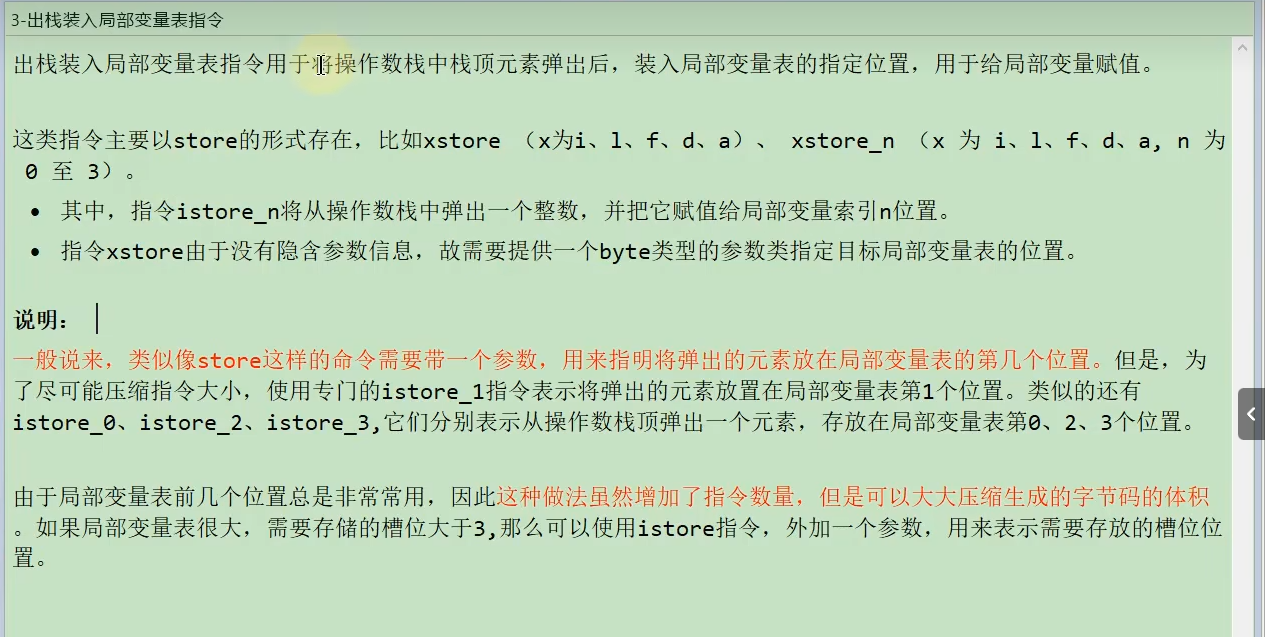 3-出栈装入局部变量表指令
出栈装入局部变量表指令用于将操作数栈中栈顶元素弹出后，装入局部变量表的指定位置，用于给局部变量赋值。
这类指令主要以store的形式存在，比如xstore （x为i、l、f、d、a）、 xstore_n （x 为 i、l、f、d、a, n 为
0 至 3）。
• 其中，指令istore_n将从操作数栈中弹出一个整数，并把它赋值给局部变量索引n位置。
• 指令xstore由于没有隐含参数信息，故需要提供一个byte类型的参数类指定目标局部变量表的位置。
说明：
一般说来，类似像store这样的命令需要带一个参数，用来指明将弹出的元素放在局部变量表的第几个位置。但是，为
了尽可能压缩指令大小，使用专门的istore_1指令表示将弹出的元素放置在局部变量表第1个位置。类似的还有
istore_0、istore_2、istore_3,它们分别表示从操作数栈顶弹出一个元素，存放在局部变量表第0、2、3个位置。
由于局部变量表前几个位置总是非常常用，因此这种做法虽然增加了指令数量，但是可以大大压缩生成的字节码的体积
。如果局部变量表很大，需要存储的槽位大于3,那么可以使用istore指令，外加一个参数，用来表示需要存放的槽位位
置。